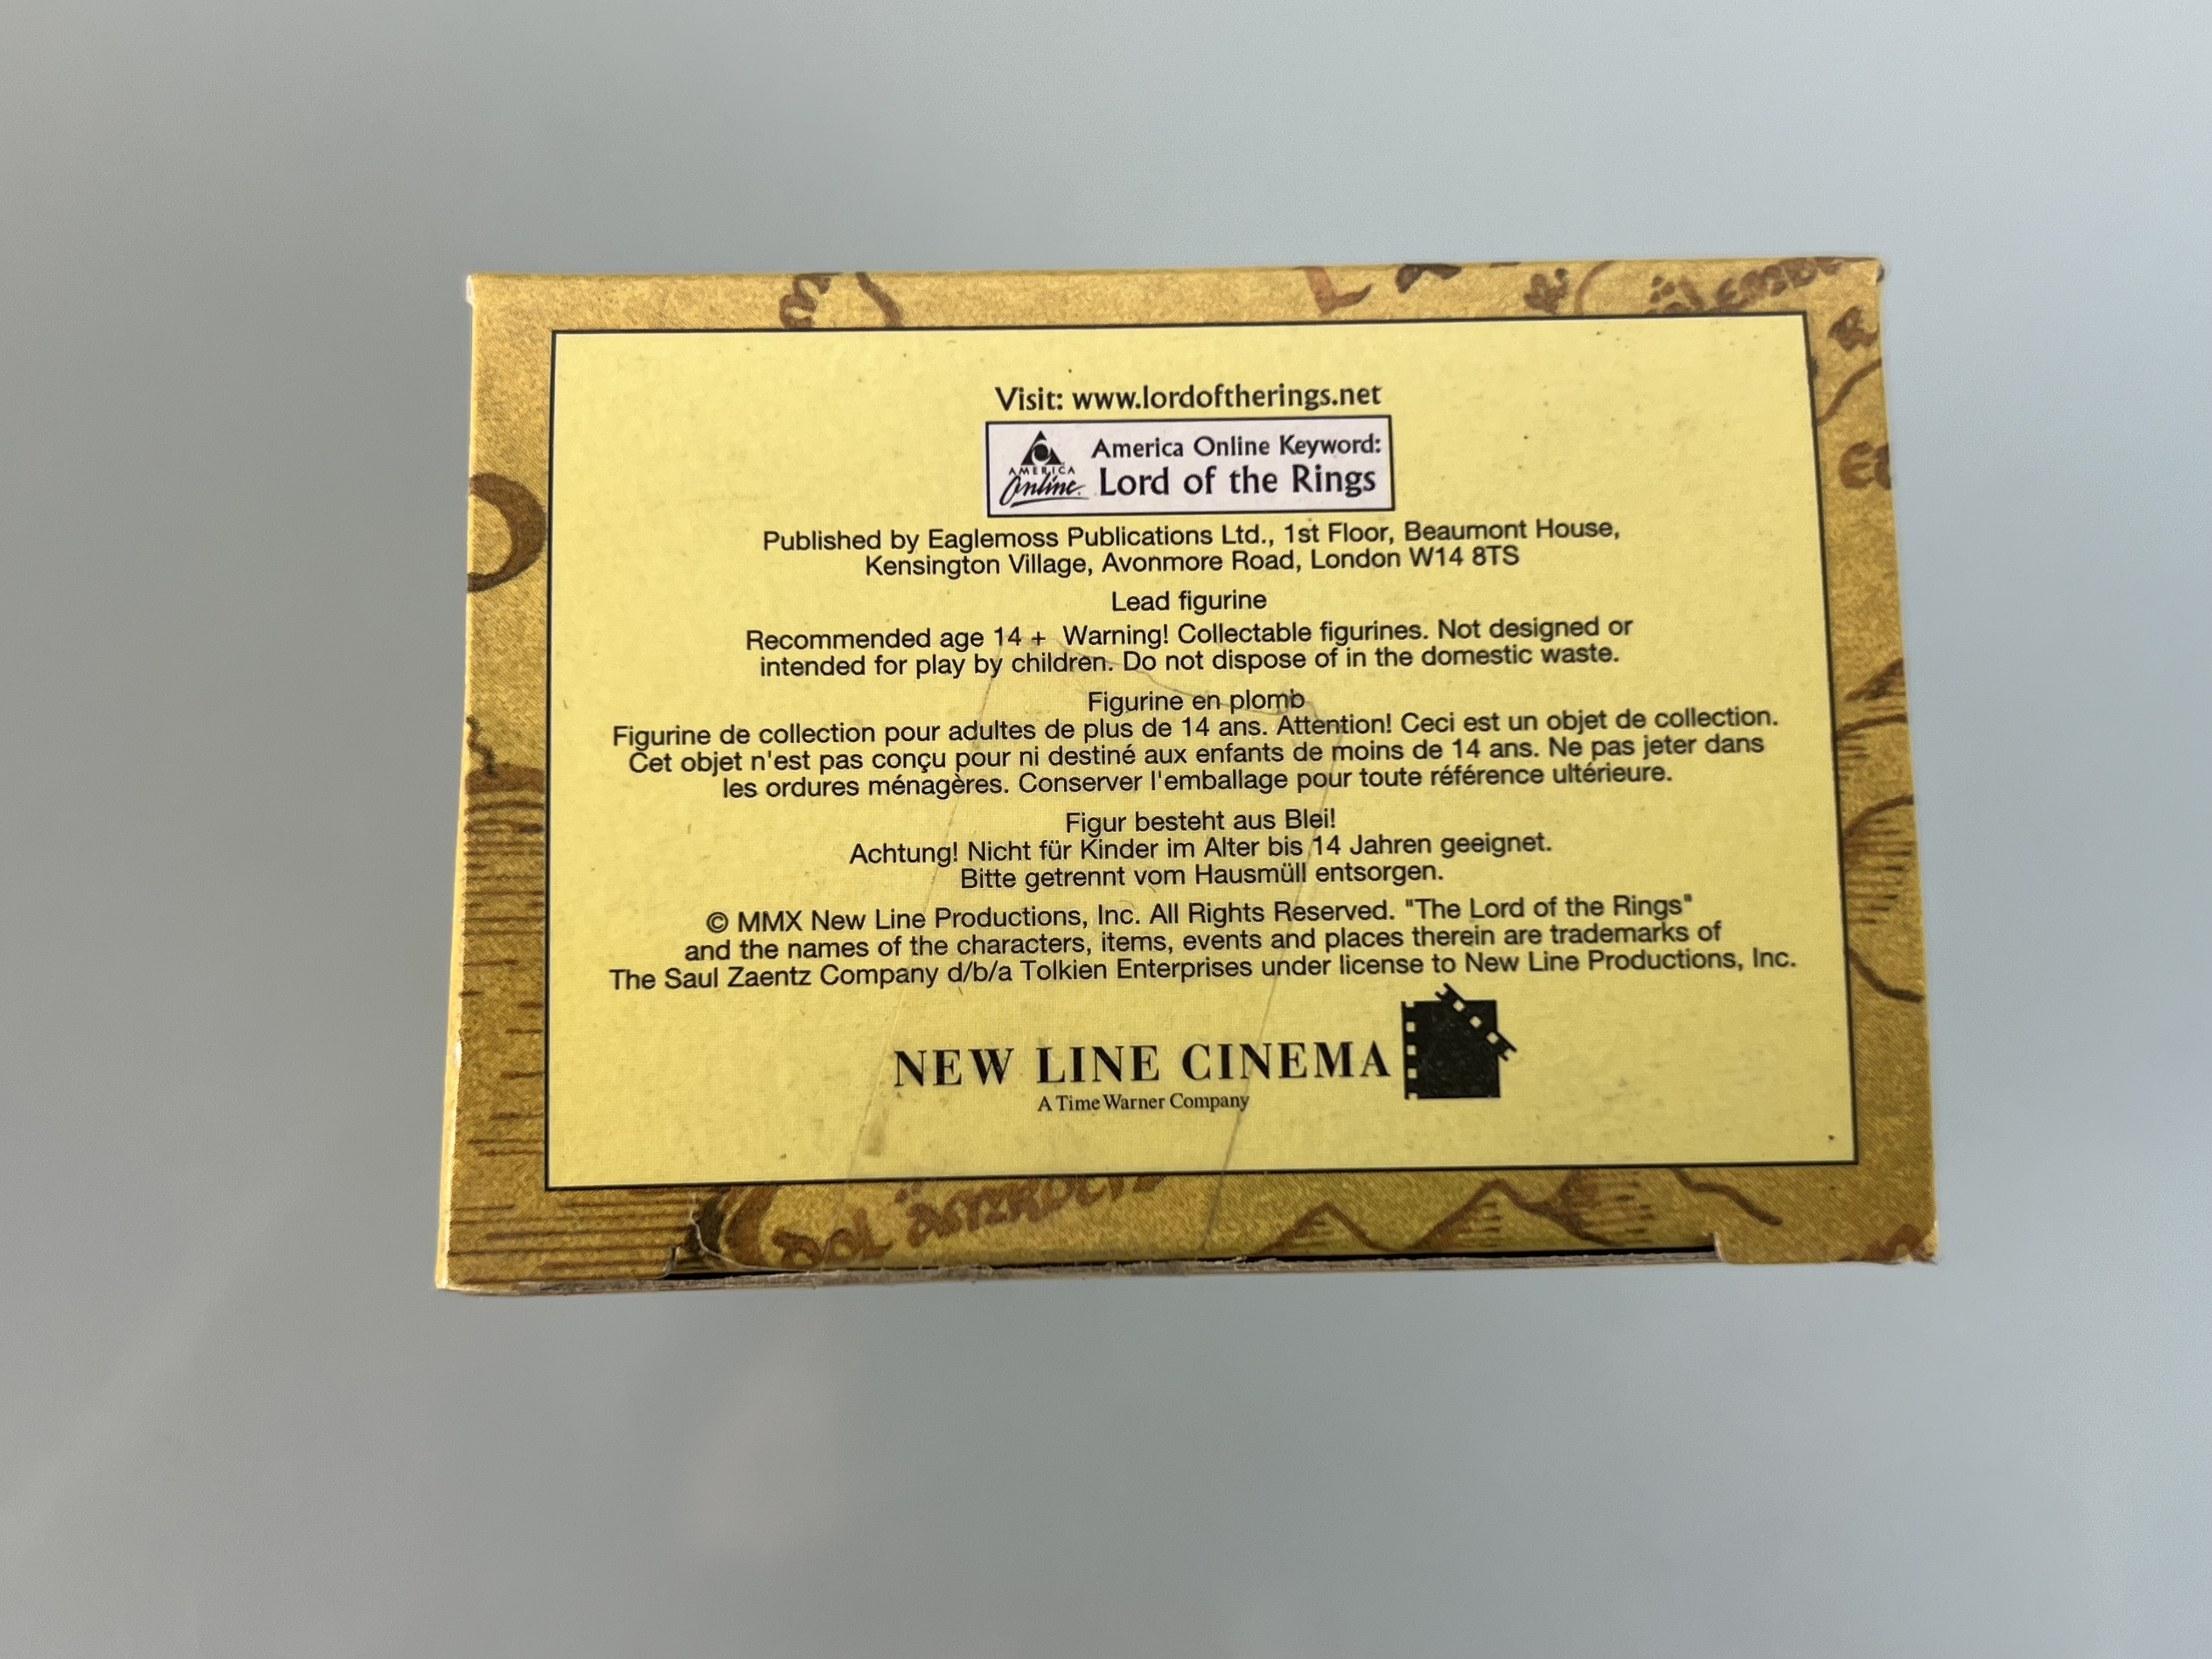 Visit: www.lordoftherings.net
America Online Keyword:
AMERICA
Online Lord of the Rings
Published by Eaglemoss Publications Ltd., 1st Floor, Beaumont House,
Kensington Village, Avonmore Road, London W14 8TS
Lead figurine
Recommended age 14 + Warning! Collectable figurines. Not designed or
intended for play by children. Do not dispose of in the domestic waste.
Figurine en plomb
Figurine de collection pour adultes de plus de 14 ans. Attention! Ceci est un objet de collection.
Cet objet n'est pas conçu pour ni destiné aux enfants de moins de 14 ans. Ne pas jeter dans
les ordures ménagères. Conserver l'emballage pour toute référence ultérieure.
Figur besteht aus Blei!
Achtung! Nicht für Kinder im Alter bis 14 Jahren geeignet.
Bitte getrennt vom Hausmüll entsorgen.
© MMX New Line Productions, Inc. All Rights Reserved. "The Lord of the Rings"
and the names of the characters, items, events and places therein are trademarks of
The Saul Zaentz Company d/b/a Tolkien Enterprises under license to New Line Productions, Inc.
NEW LINE CINEMA
A Time Warner Company